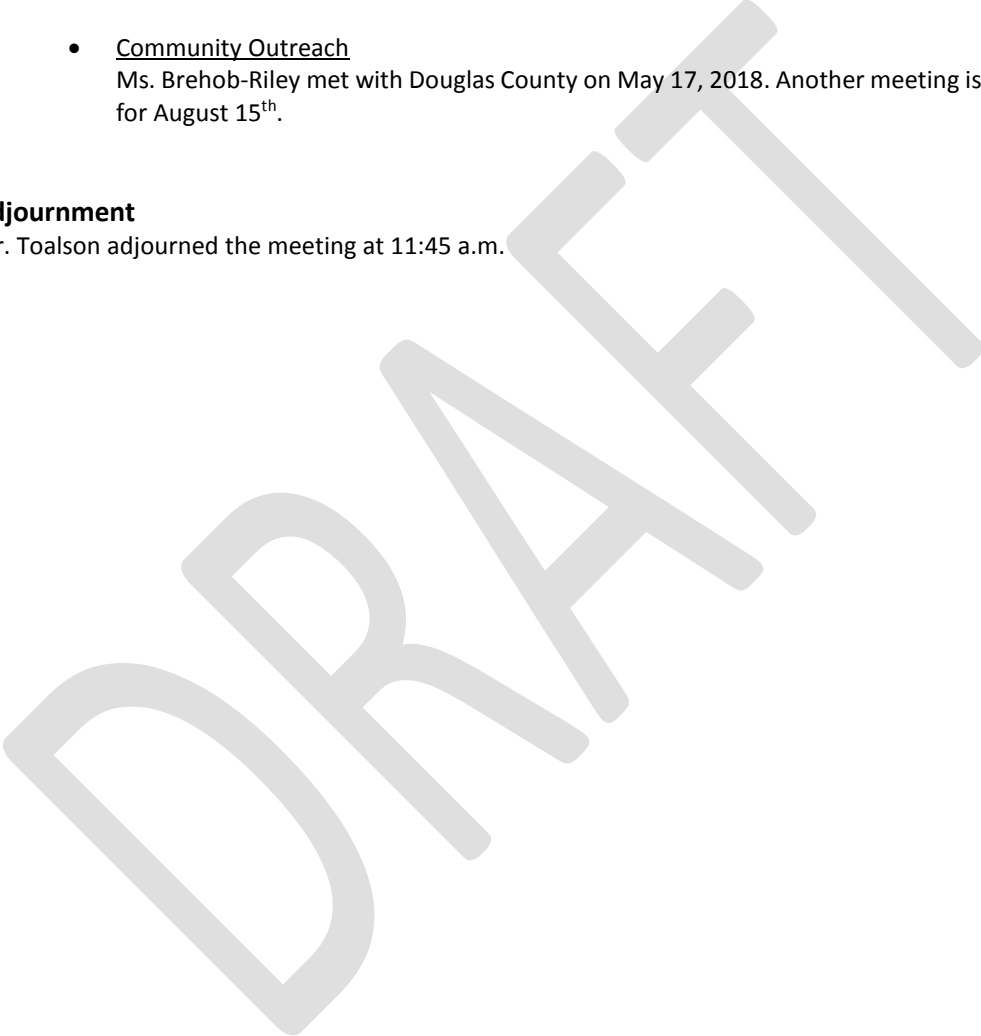 • Community Outreach
Ms. Brehob-Riley met with Douglas County on May 17, 2018. Another meeting is
for August 15th.
djournment
r. Toalson adjourned the meeting at 11:45 a.m.
DRAFT